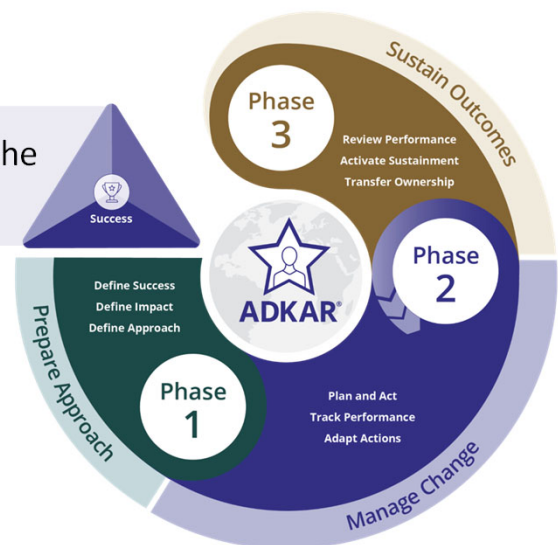 he
Success
Prepare Approach
Phase
1
Define Success
Define Impact
Define Approach
Manage Change
Phase
2
Plan and Act
Track Performance
Adapt Actions
Sustain Outcomes
Phase
3
Review Performance
Activate Sustainment
Transfer Ownership
ADKAR®